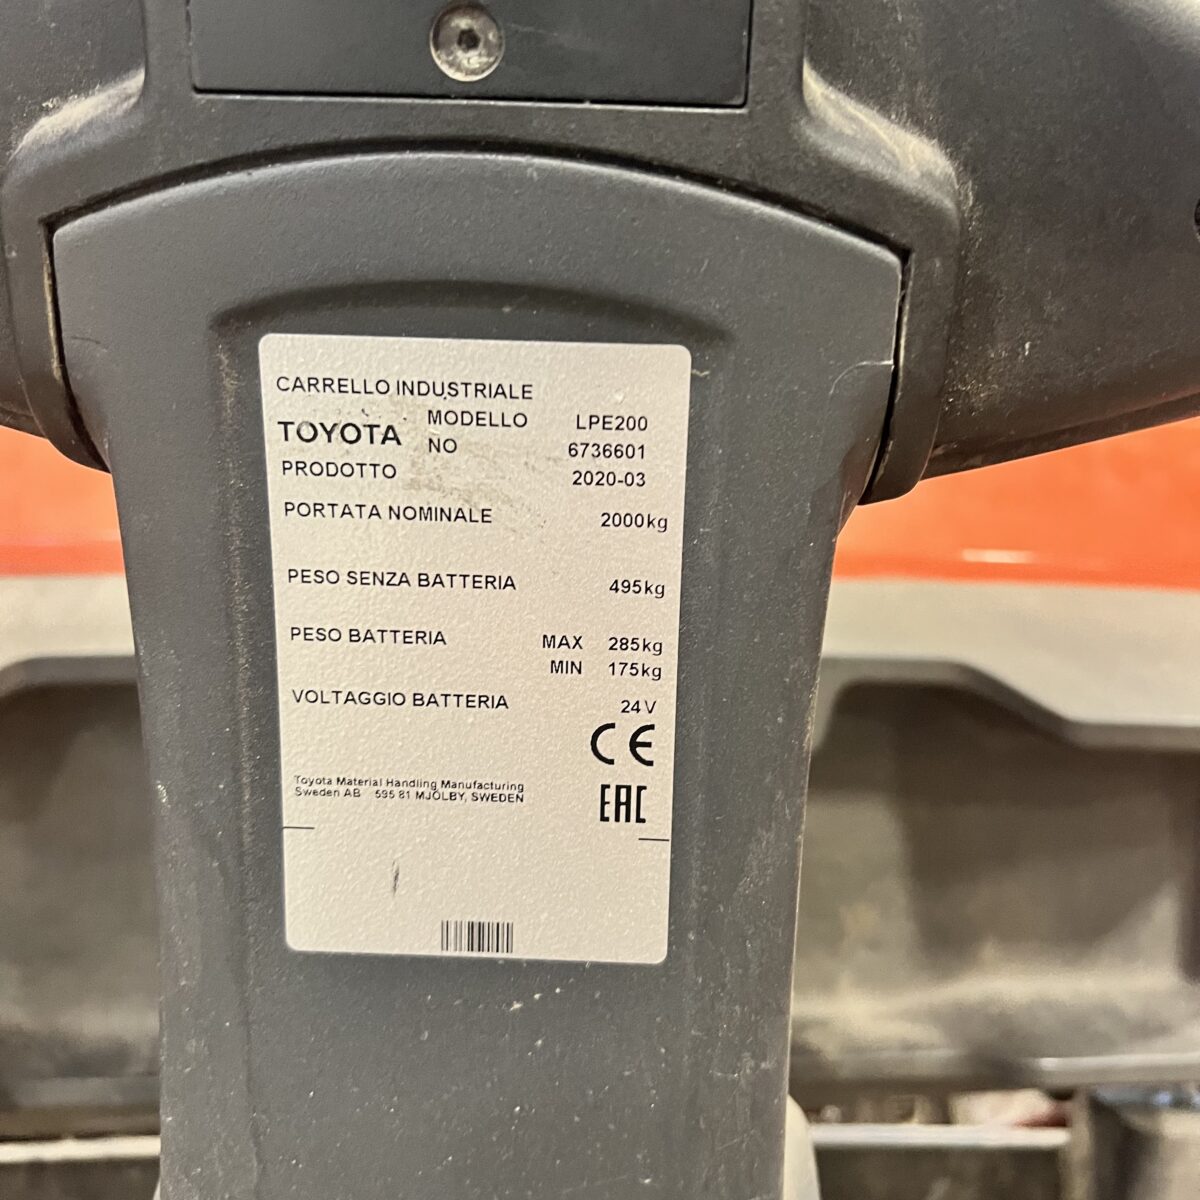 CARRELLO INDUSTRIALE
MODELLO LPE200
TOYOTA
NO 6736601
PRODOTTO 2020-03
PORTATA NOMINALE 2000kg
PESO SENZA BATTERIA 495kg
PESO BATTERIA MAX 285kg
MIN 175kg
VOLTAGGIO BATTERIA 24V
CE
Toyota Material Handling Manufacturing
Sweden AB 595 81 MJÖLBY, SWEDEN
EAC